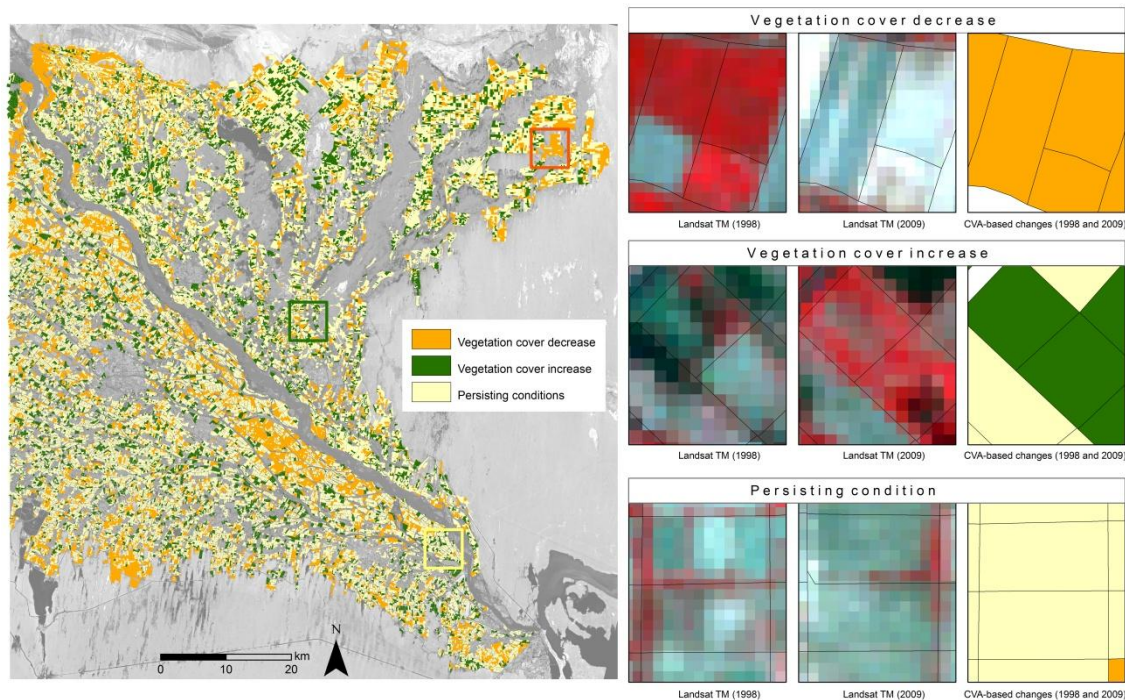 Vegetation cover decrease
Vegetation cover increase
Persisting conditions
N
km
0 10 20
Vegetation cover decrease
Landsat TM (1998)
Landsat TM (2009)
CVA-based changes (1998 and 2009)
Vegetation cover increase
Landsat TM (1998)
Landsat TM (2009)
CVA-based changes (1998 and 2009)
Persisting condition
Landsat TM (1998)
Landsat TM (2009)
CVA-based changes (1998 and 2009)